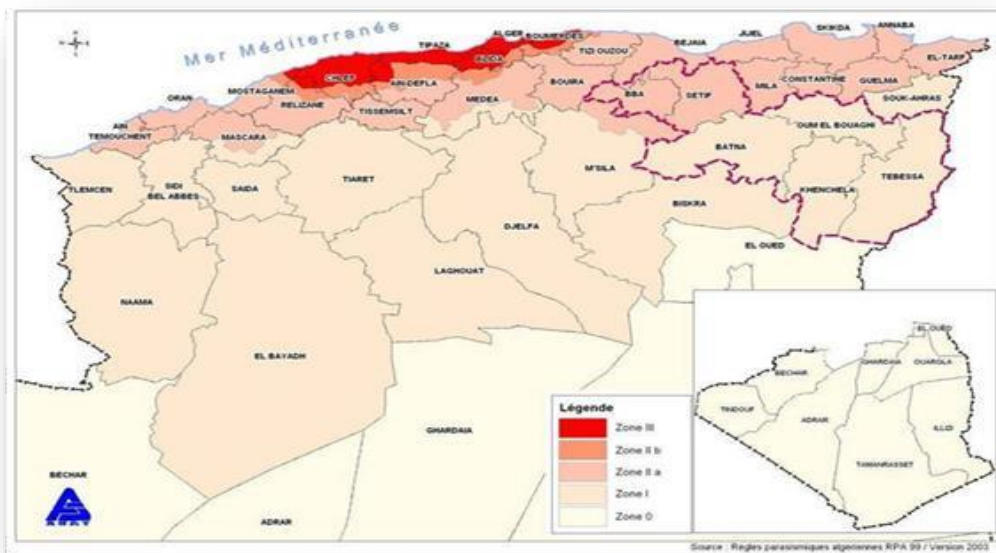 Mer Méditerranée
ALGER
BOUMERDES
TIPAZA
BLIDA
TIZI OUZOU
BEJAIA
JIJEL
SKIKDA
ANNABA
EL-TARF
CHLEF
AIN-DEFLA
BOUIRA
BBA
SETIF
MILA
CONSTANTINE
GUELMA
SOUK-AHRAS
MOSTAGANEM
ORAN
RELIZANE
TISSEMSILT
MEDEA
AIN
TEMOUCHENT
MASCARA
OUM EL BOUAGHI
BATNA
TLEMCEN
SIDI
BEL ABBES
SAIDA
TIARET
M'SILA
KHENCHELA
TEBESSA
DJELFA
BISKRA
EL OUED
LAGHOUAT
NAAMA
EL BAYADH
GHARDAIA
BECHAR
ADRAR
Légende
Zone III
Zone II b
Zone II a
Zone I
Zone 0
EL OUED
GHARDAIA
OUARGLA
BECHAR
TINDOUF
ADRAR
ILLIZI
TAMANRASSET
Source : Règles parasismiques algeriennes RPA 99 / Version 2003